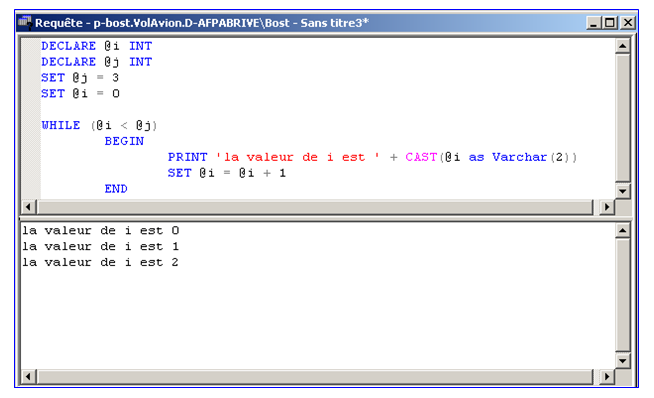 Requête - p-bost.VolAvion.D-AFPABRIVE\Bost - Sans titre3*
DECLARE @i INT
DECLARE @j INT
SET @j = 3
SET @i = 0
WHILE (@i < @j)
BEGIN
PRINT 'la valeur de i est ' + CAST(@i as Varchar(2))
SET @i = @i + 1
END
la valeur de i est 0
la valeur de i est 1
la valeur de i est 2